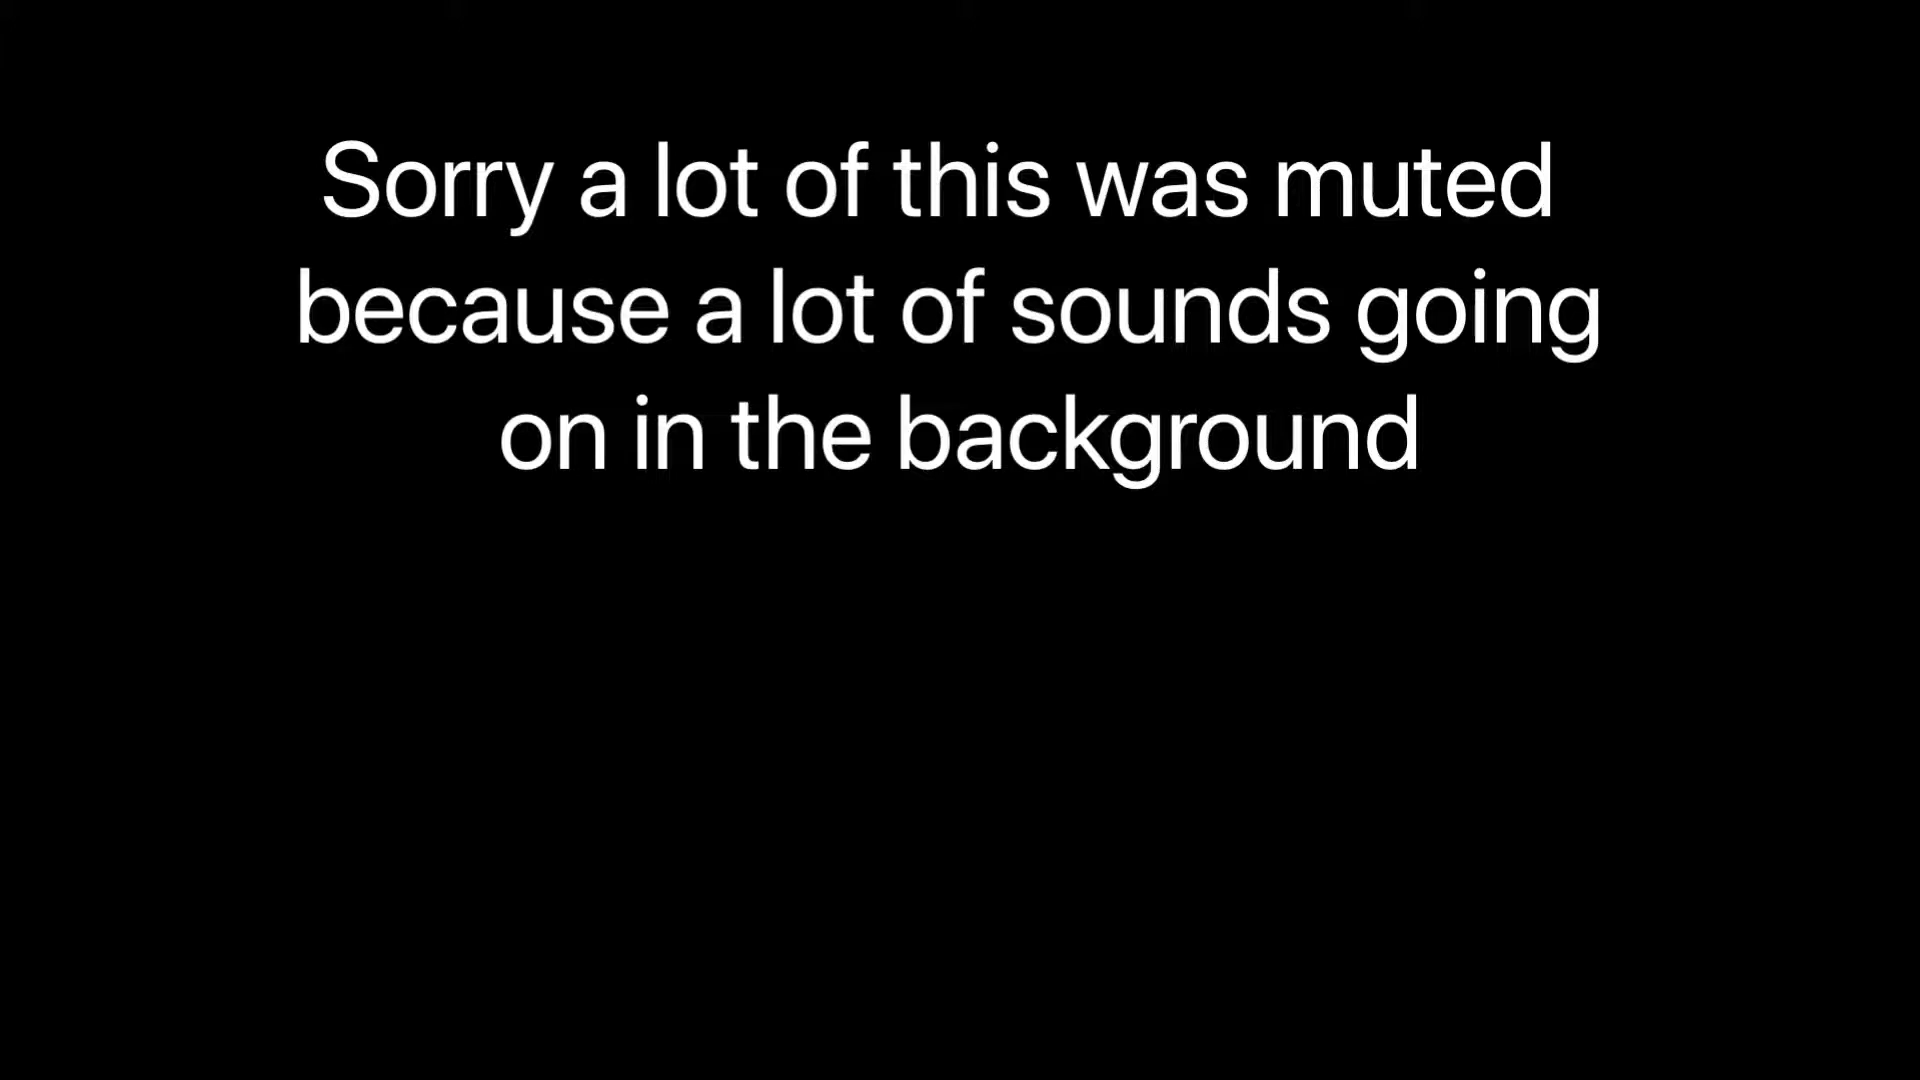 Sorry a lot of this was muted
because a lot of sounds going
on in the background